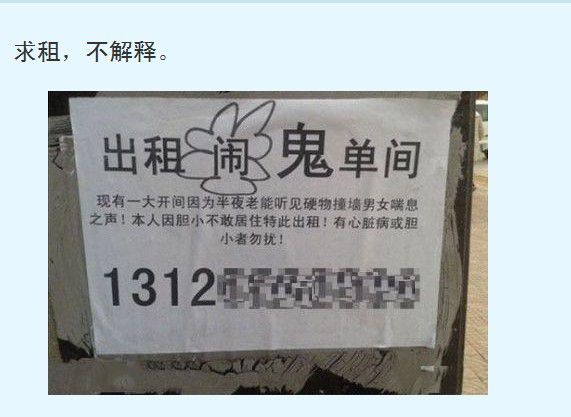 求租，不解释。
出租闹鬼单间
现有一大开间因为半夜老能听见硬物撞墙男女喘息
之声！本人因胆小不敢居住特此出租！有心脏病或胆
小者勿扰！
1312